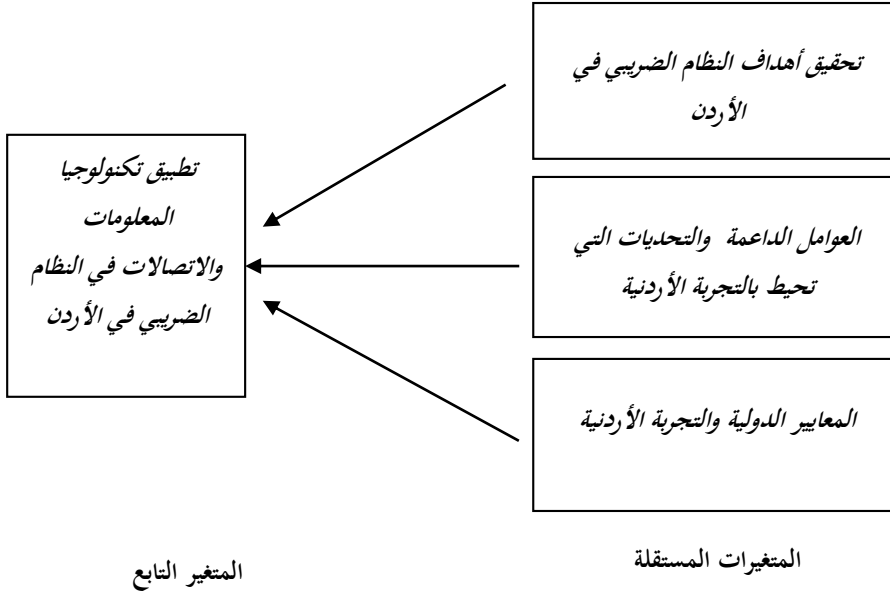 تحقيق أهداف النظام الضريبي في
الأردن
العوامل الداعمة والتحديات التي
تحيط بالتجربة الأردنية
المعايير الدولية والتجربة الأردنية
المتغيرات المستقلة
تطبيق تكنولوجيا
المعلومات
والاتصالات في النظام
الضريبي في الأردن
المتغير التابع